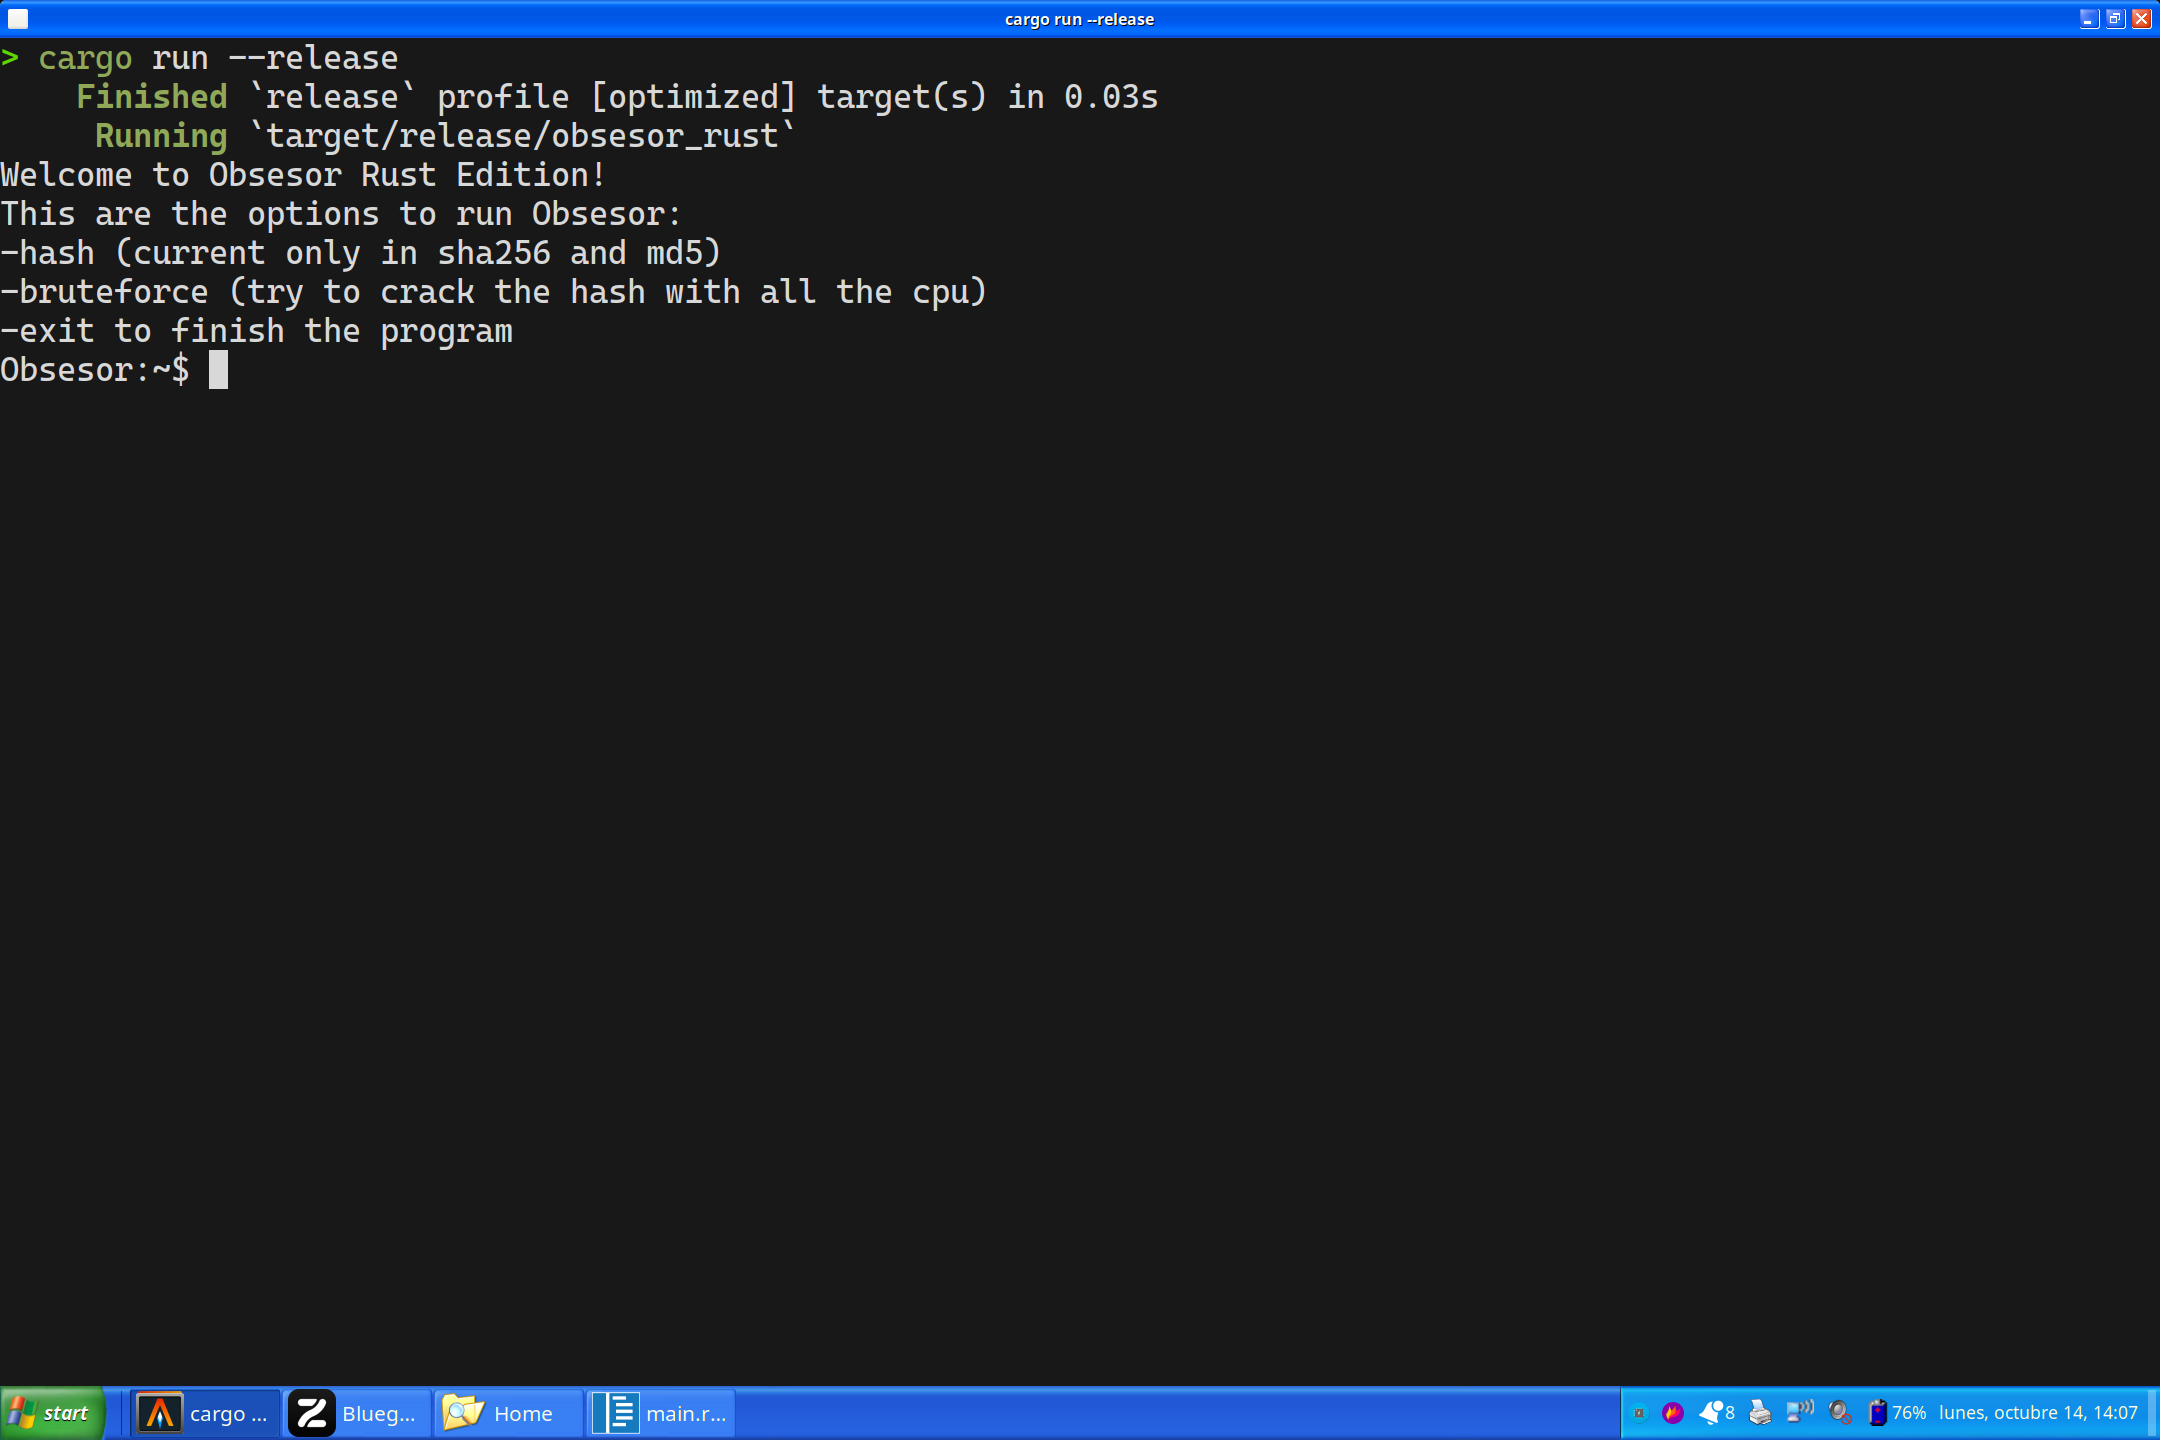 cargo run --release
> cargo run --release
Finished `release` profile [optimized] target(s) in 0.03s
Running `target/release/obsesor_rust`
Welcome to Obsesor Rust Edition!
This are the options to run Obsesor:
-hash (current only in sha256 and md5)
-bruteforce (try to crack the hash with all the cpu)
-exit to finish the program
Obsesor:~$
start
cargo ...
Blueg...
Home
main.r...
8
76%
lunes, octubre 14, 14:07